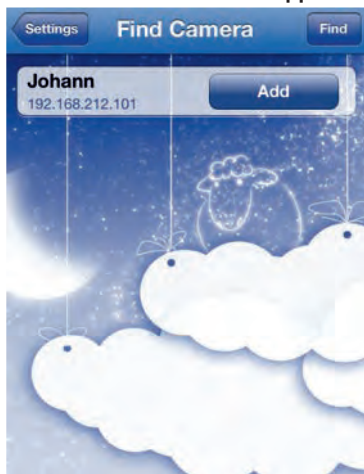 Settings
Find Camera
Find
Johann
192.168.212.101
Add